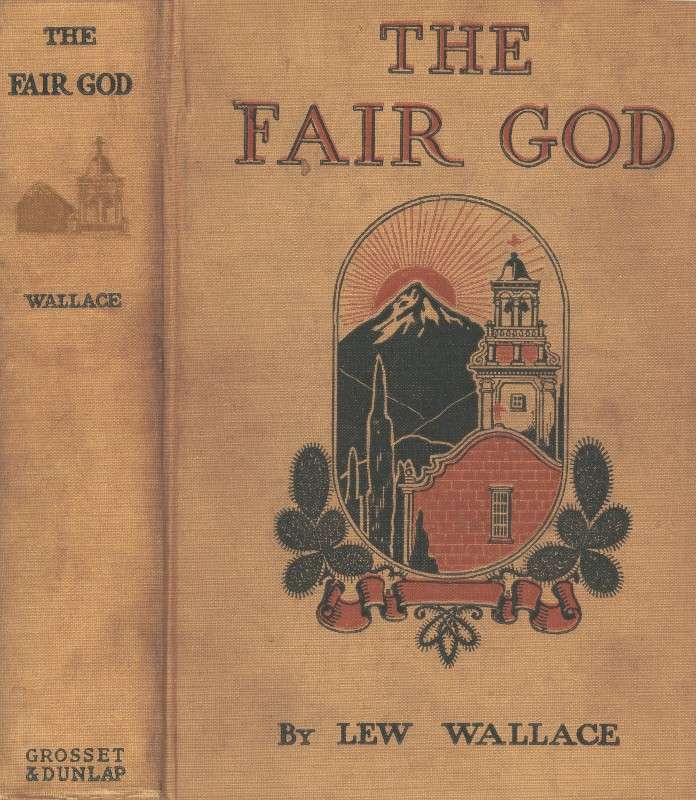 THE
FAIR GOD
WALLACE
GROSSET
& DUNLAP
THE
FAIR GOD
BY LEW WALLACE